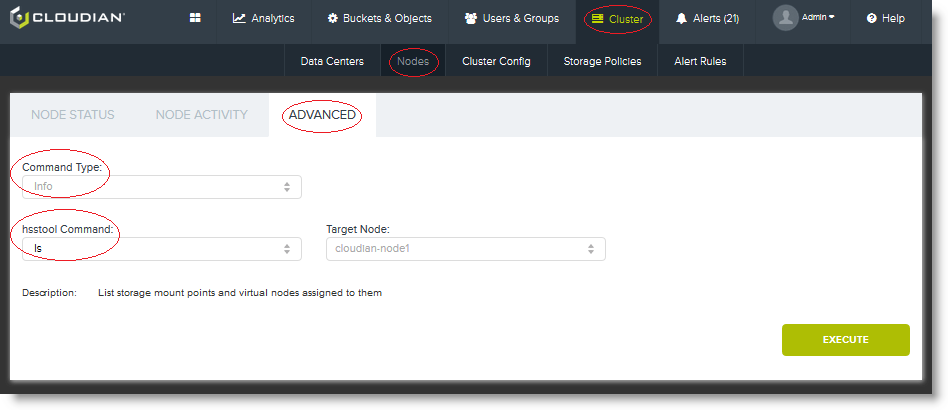 CLOUDIAN Analytics Buckets & Objects Users & Groups Cluster Alerts (21) Admin Help
Data Centers Nodes Cluster Config Storage Policies Alert Rules
NODE STATUS NODE ACTIVITY ADVANCED
Command Type:
Info
hsstool Command: Target Node:
ls cloudian-node1
Description: List storage mount points and virtual nodes assigned to them
EXECUTE